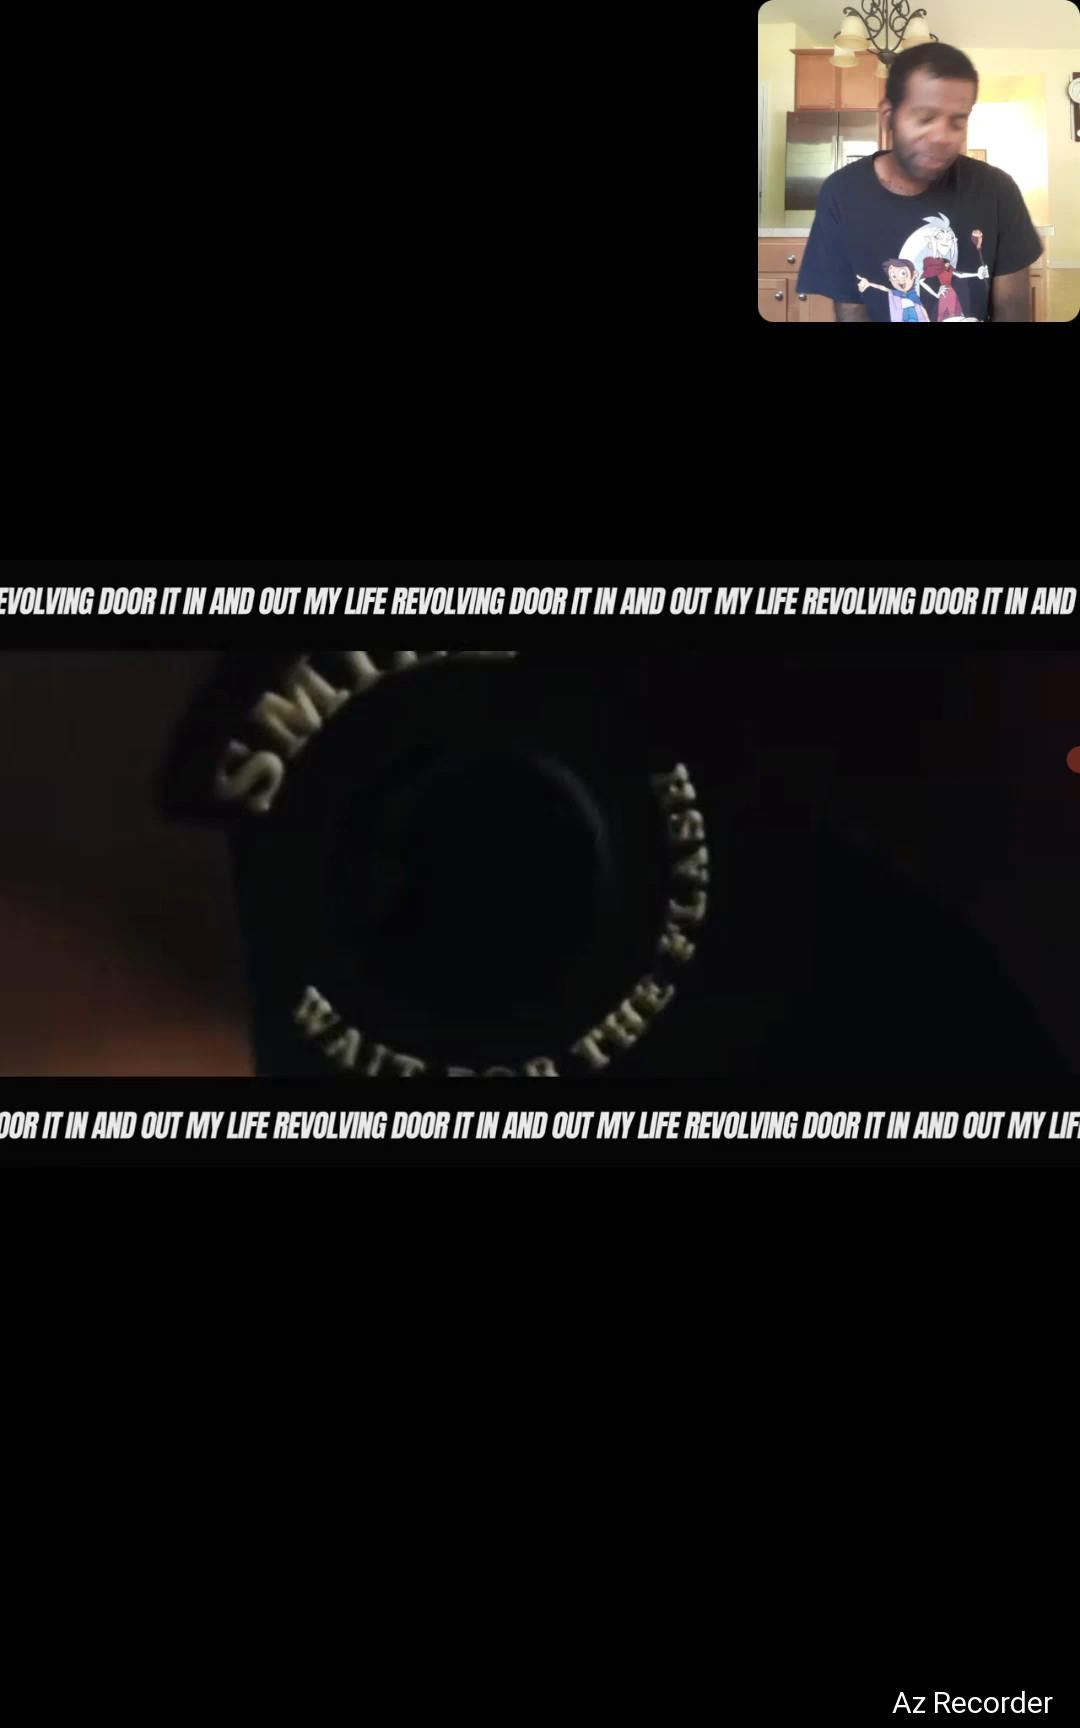 EVOLVING DOOR IT IN AND OUT MY LIFE REVOLVING DOOR IT IN AND OUT MY LIFE REVOLVING DOOR IT IN AND
WAIT FOR THE FLASH
OOR IT IN AND OUT MY LIFE REVOLVING DOOR IT IN AND OUT MY LIFE REVOLVING DOOR IT IN AND OUT MY LIF
Az Recorder